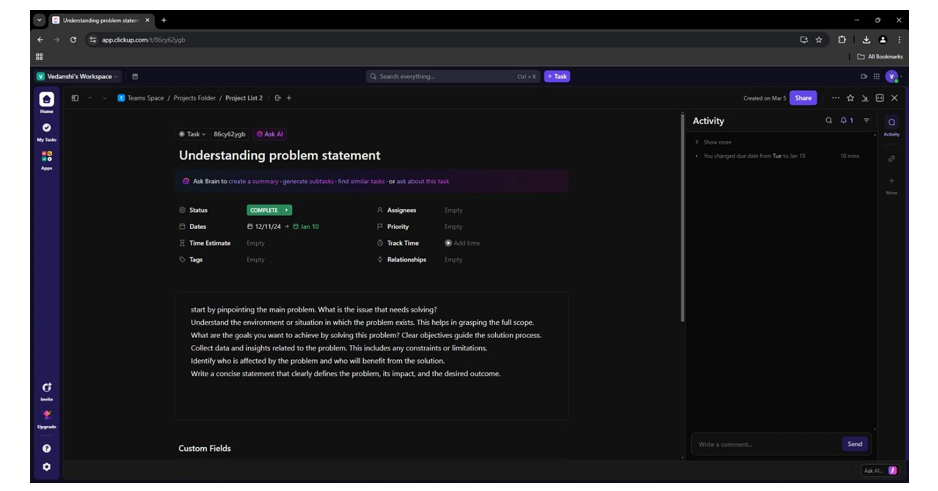 Understanding problem statem
app.clickup.com/t/86cy62ygb
All Bookmarks
V Vedanshi's Workspace
Search everything...
Ctrl + K
+ Task
V
Home
My Tasks
Apps
Invite
Upgrade
T Teams Space / Projects Folder / Project List 2
Created on Mar 5
Share
Task
86cy62ygb
Ask AI
Understanding problem statement
Ask Brain to create a summary · generate subtasks · find similar tasks · or ask about this task
Status
COMPLETE
Assignees
Empty
Dates
12/11/24 → Jan 10
Priority
Empty
Time Estimate
Empty
Track Time
Add time
Tags
Empty
Relationships
Empty
start by pinpointing the main problem. What is the issue that needs solving?
Understand the environment or situation in which the problem exists. This helps in grasping the full scope.
What are the goals you want to achieve by solving this problem? Clear objectives guide the solution process.
Collect data and insights related to the problem. This includes any constraints or limitations.
Identify who is affected by the problem and who will benefit from the solution.
Write a concise statement that clearly defines the problem, its impact, and the desired outcome.
Custom Fields
Activity
1
Show more
You changed due date from Tue to Jan 10
10 mins
Write a comment...
Send
Activity
More
Ask AI...